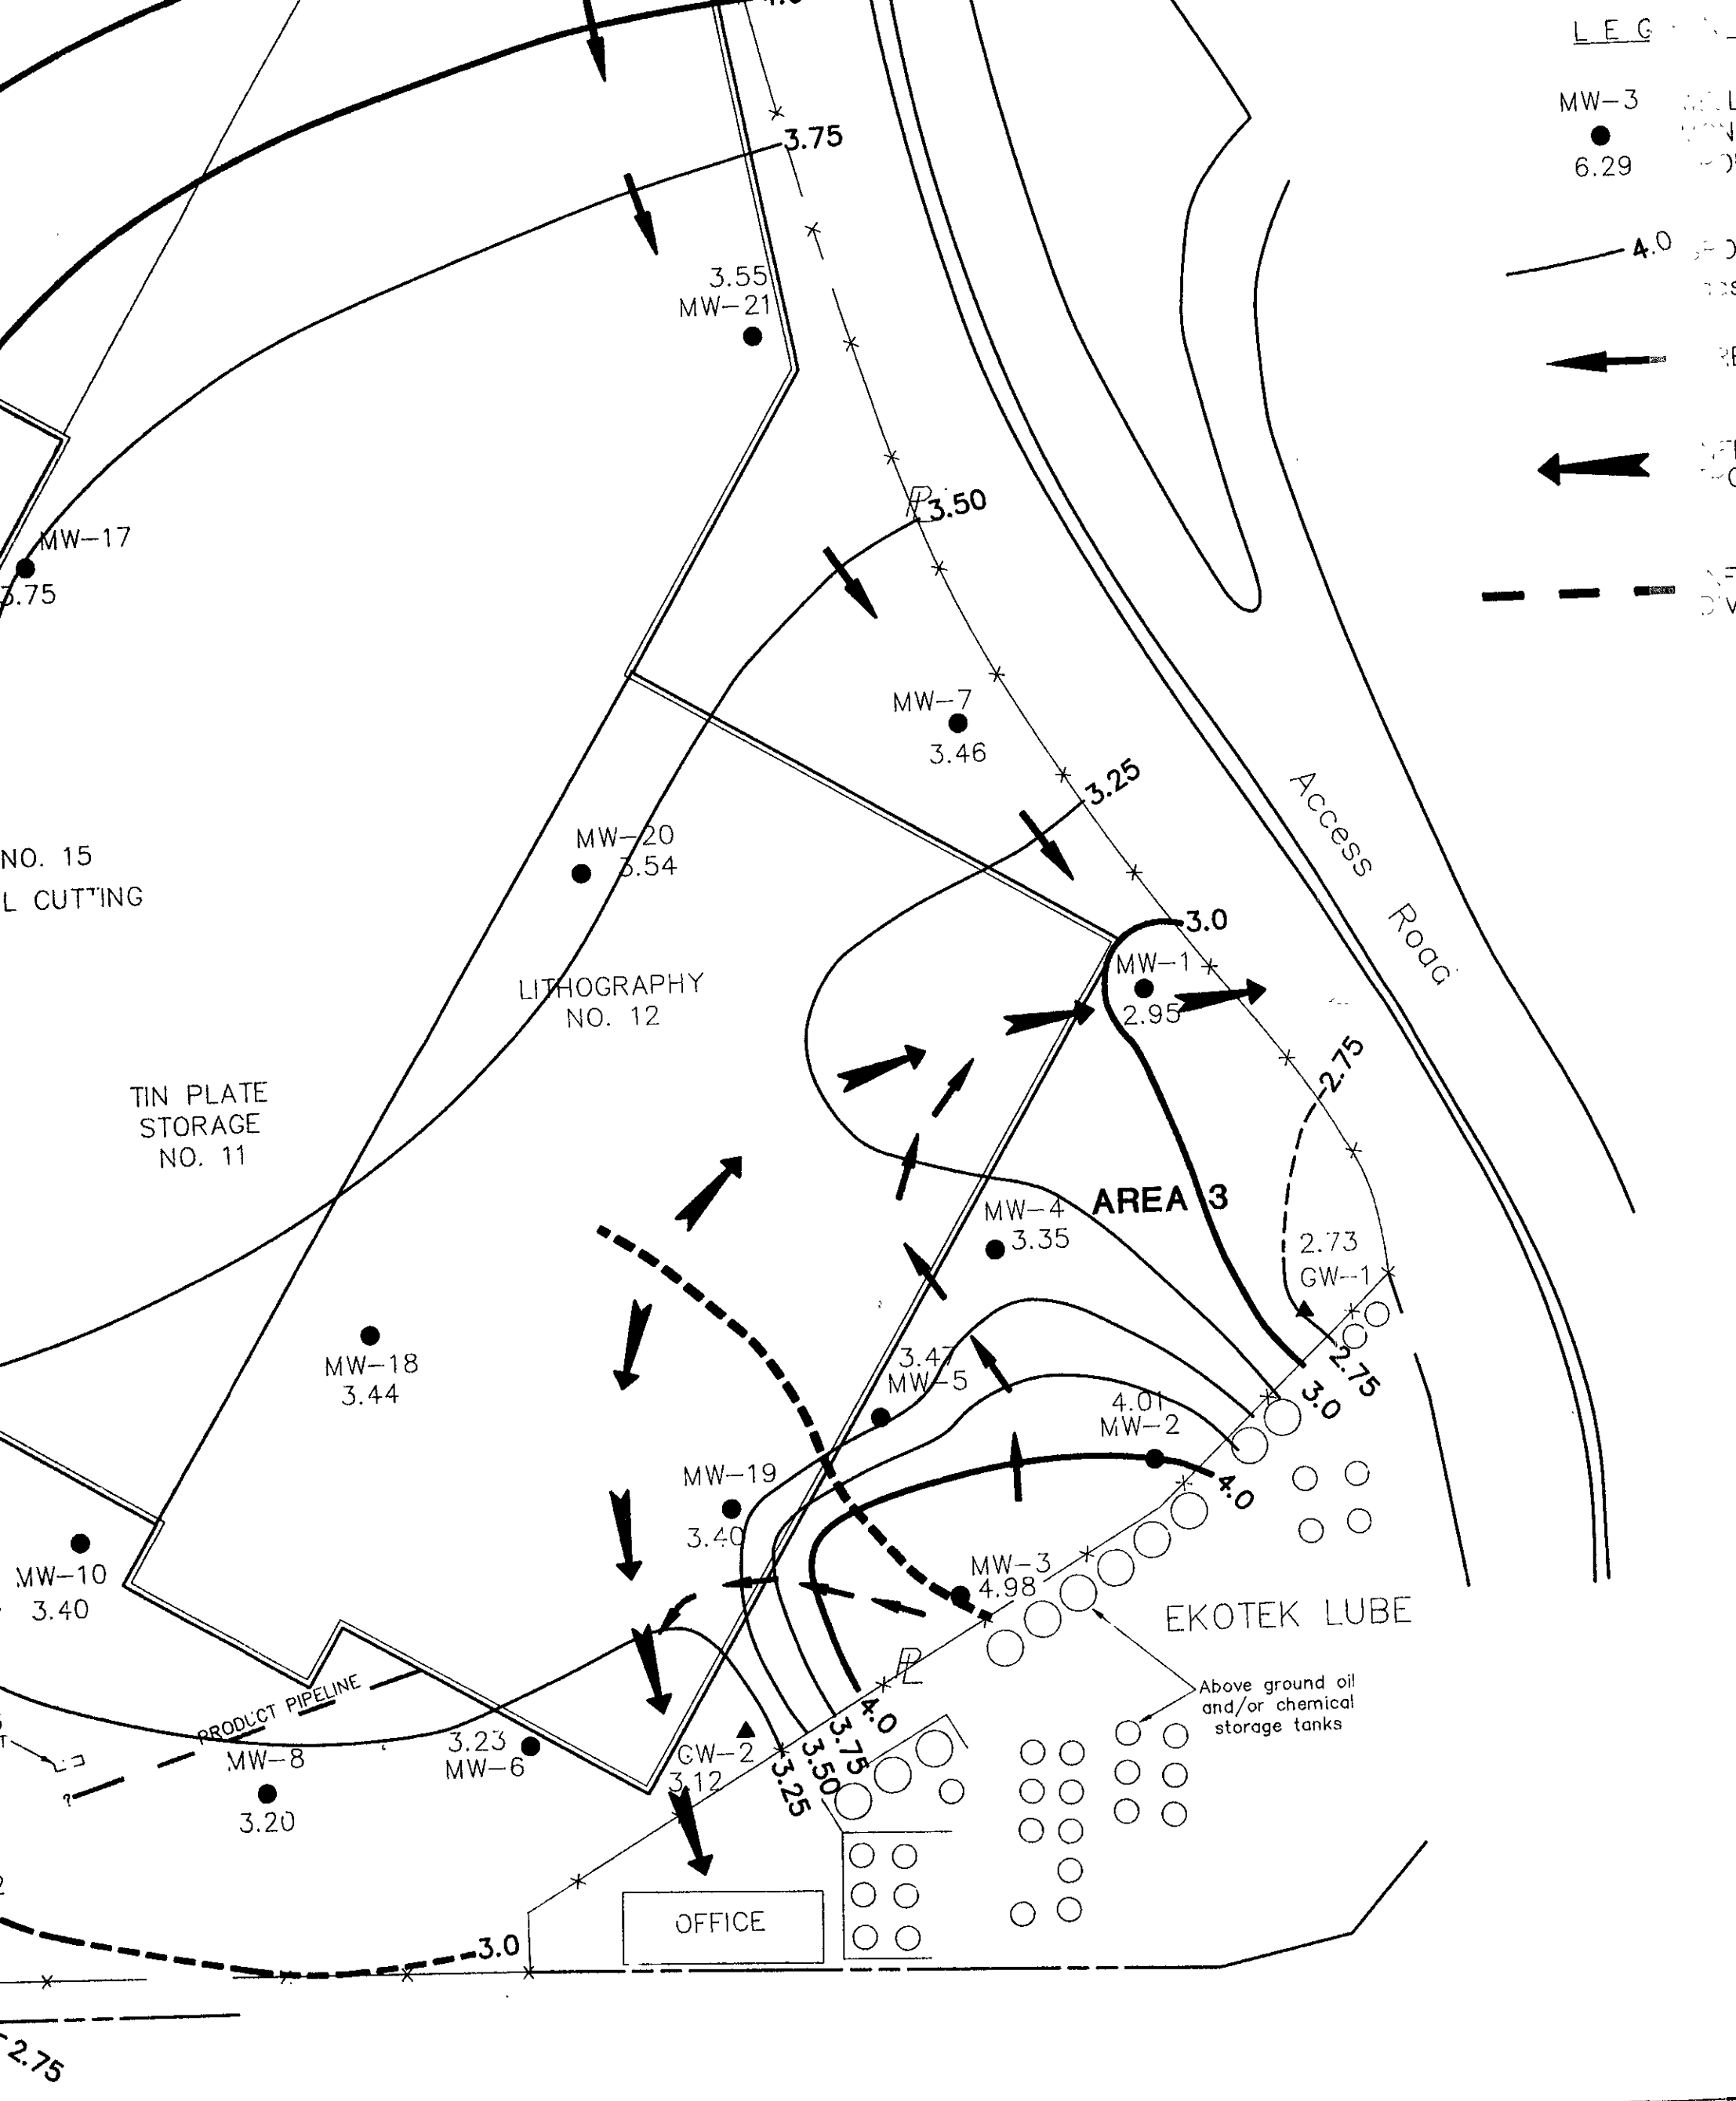 L E G
MW-3
6.29
4.0
3.75
3.55
MW-21
MW-17
3.75
3.50
MW-7
3.46
3.25
MW-20
3.54
NO. 15
L CUTTING
Access Road
3.0
MW-1
2.95
LITHOGRAPHY
NO. 12
2.75
TIN PLATE
STORAGE
NO. 11
AREA 3
MW-4
3.35
2.73
GW-1
MW-18
3.44
3.47
MW-5
2.75
3.0
4.01
MW-2
4.0
MW-19
3.40
MW-10
3.40
MW-3
4.98
EKOTEK LUBE
PL
Above ground oil
and/or chemical
storage tanks
PRODUCT PIPELINE
4.0
3.75
3.50
3.25
MW-8
3.20
3.23
MW-6
GW-2
3.12
?
OFFICE
3.0
2.75